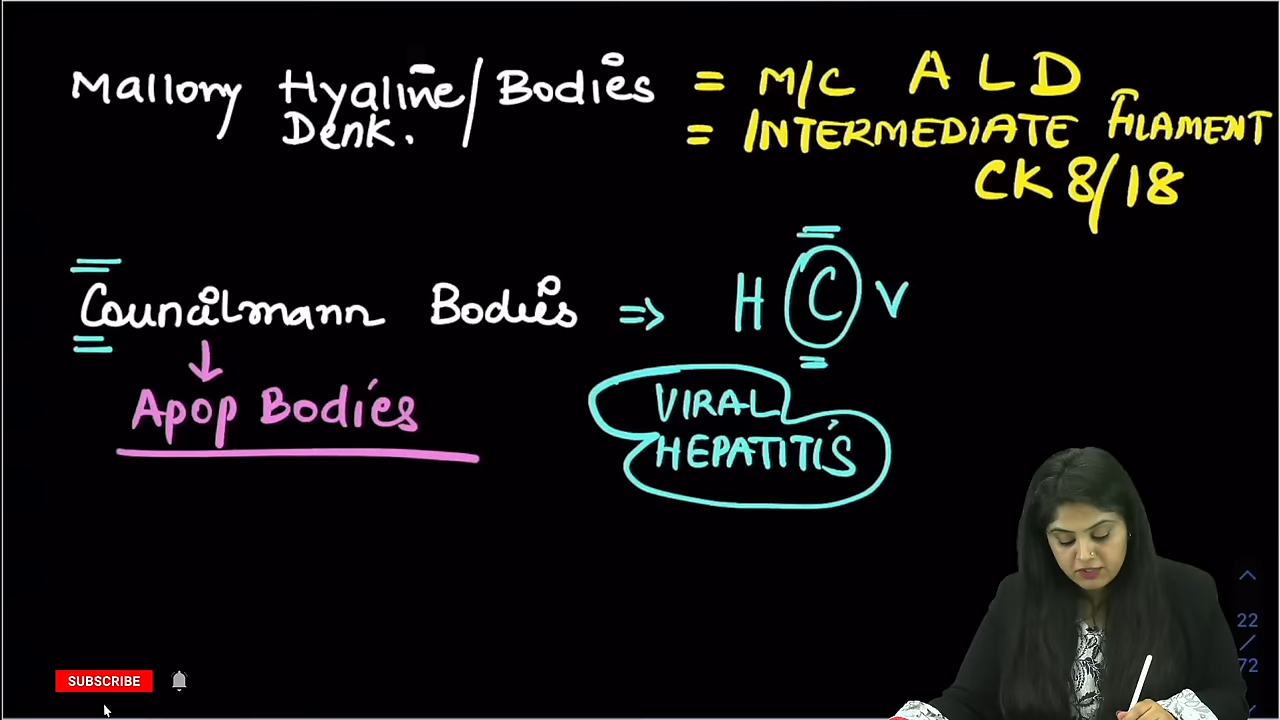 Mallory Hyaline/Bodies = M/C ALD
Denk. = INTERMEDIATE FILAMENT
CK 8/18
Councilmann Bodies => HCV
Apop Bodies
VIRAL
HEPATITIS
22
/
72
SUBSCRIBE